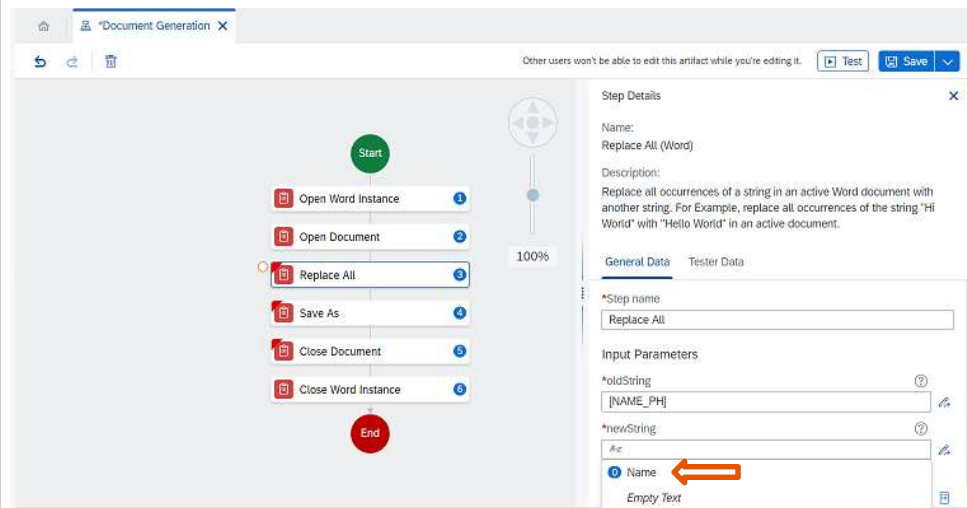 *Document Generation
Other users won't be able to edit this artifact while you're editing it.
Test
Save
Start
Open Word Instance 1
Open Document 2
Replace All 3
Save As 4
Close Document 5
Close Word Instance 6
End
100%
Step Details
Name:
Replace All (Word)
Description:
Replace all occurrences of a string in an active Word document with
another string. For Example, replace all occurrences of the string "Hi
World" with "Hello World" in an active document.
General Data Tester Data
*Step name
Replace All
Input Parameters
*oldString
[NAME_PH]
*newString
A-z
0 Name
Empty Text